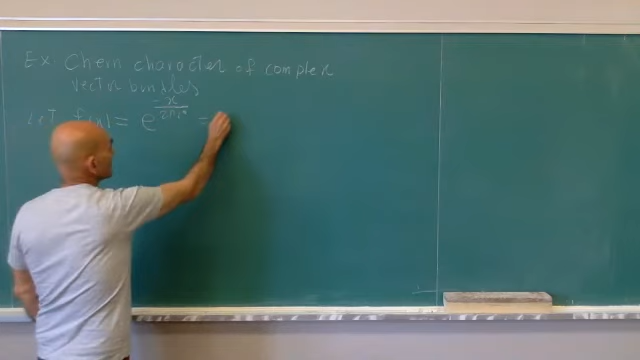 Ex Chern character of complex
vector bundles
Let f(x) = e^{-x/2πi} =